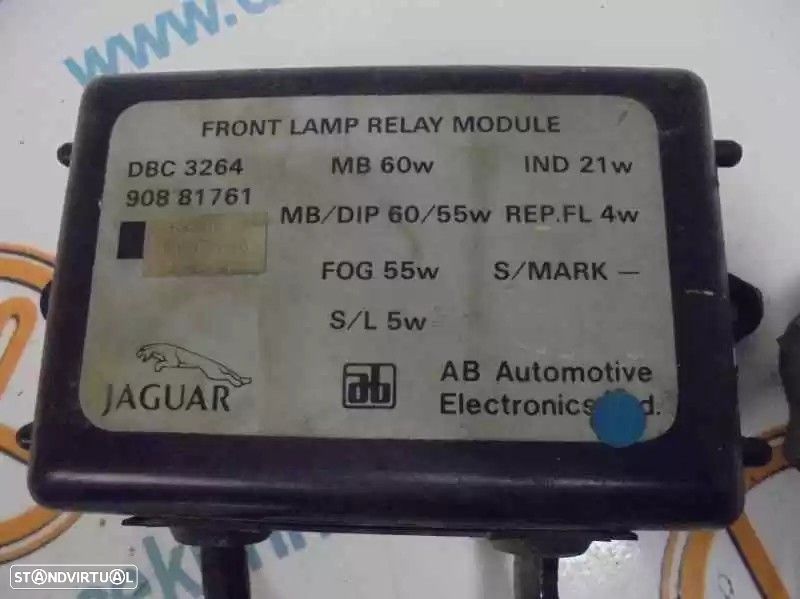 www.d
FRONT LAMP RELAY MODULE
DBC 3264 MB 60w IND 21w
908 81761
MB/DIP 60/55w REP.FL 4w
FOG 55w S/MARK —
S/L 5w
JAGUAR ab AB Automotive
Electronics d.
STANDVIRTUAL